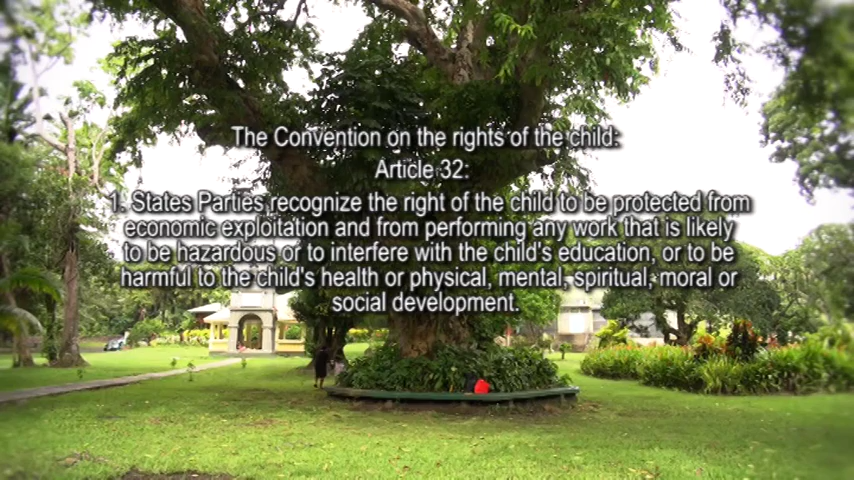 The Convention on the rights of the child:
Article 32:
1. States Parties recognize the right of the child to be protected from
economic exploitation and from performing any work that is likely
to be hazardous or to interfere with the child's education, or to be
harmful to the child's health or physical, mental, spiritual, moral or
social development.